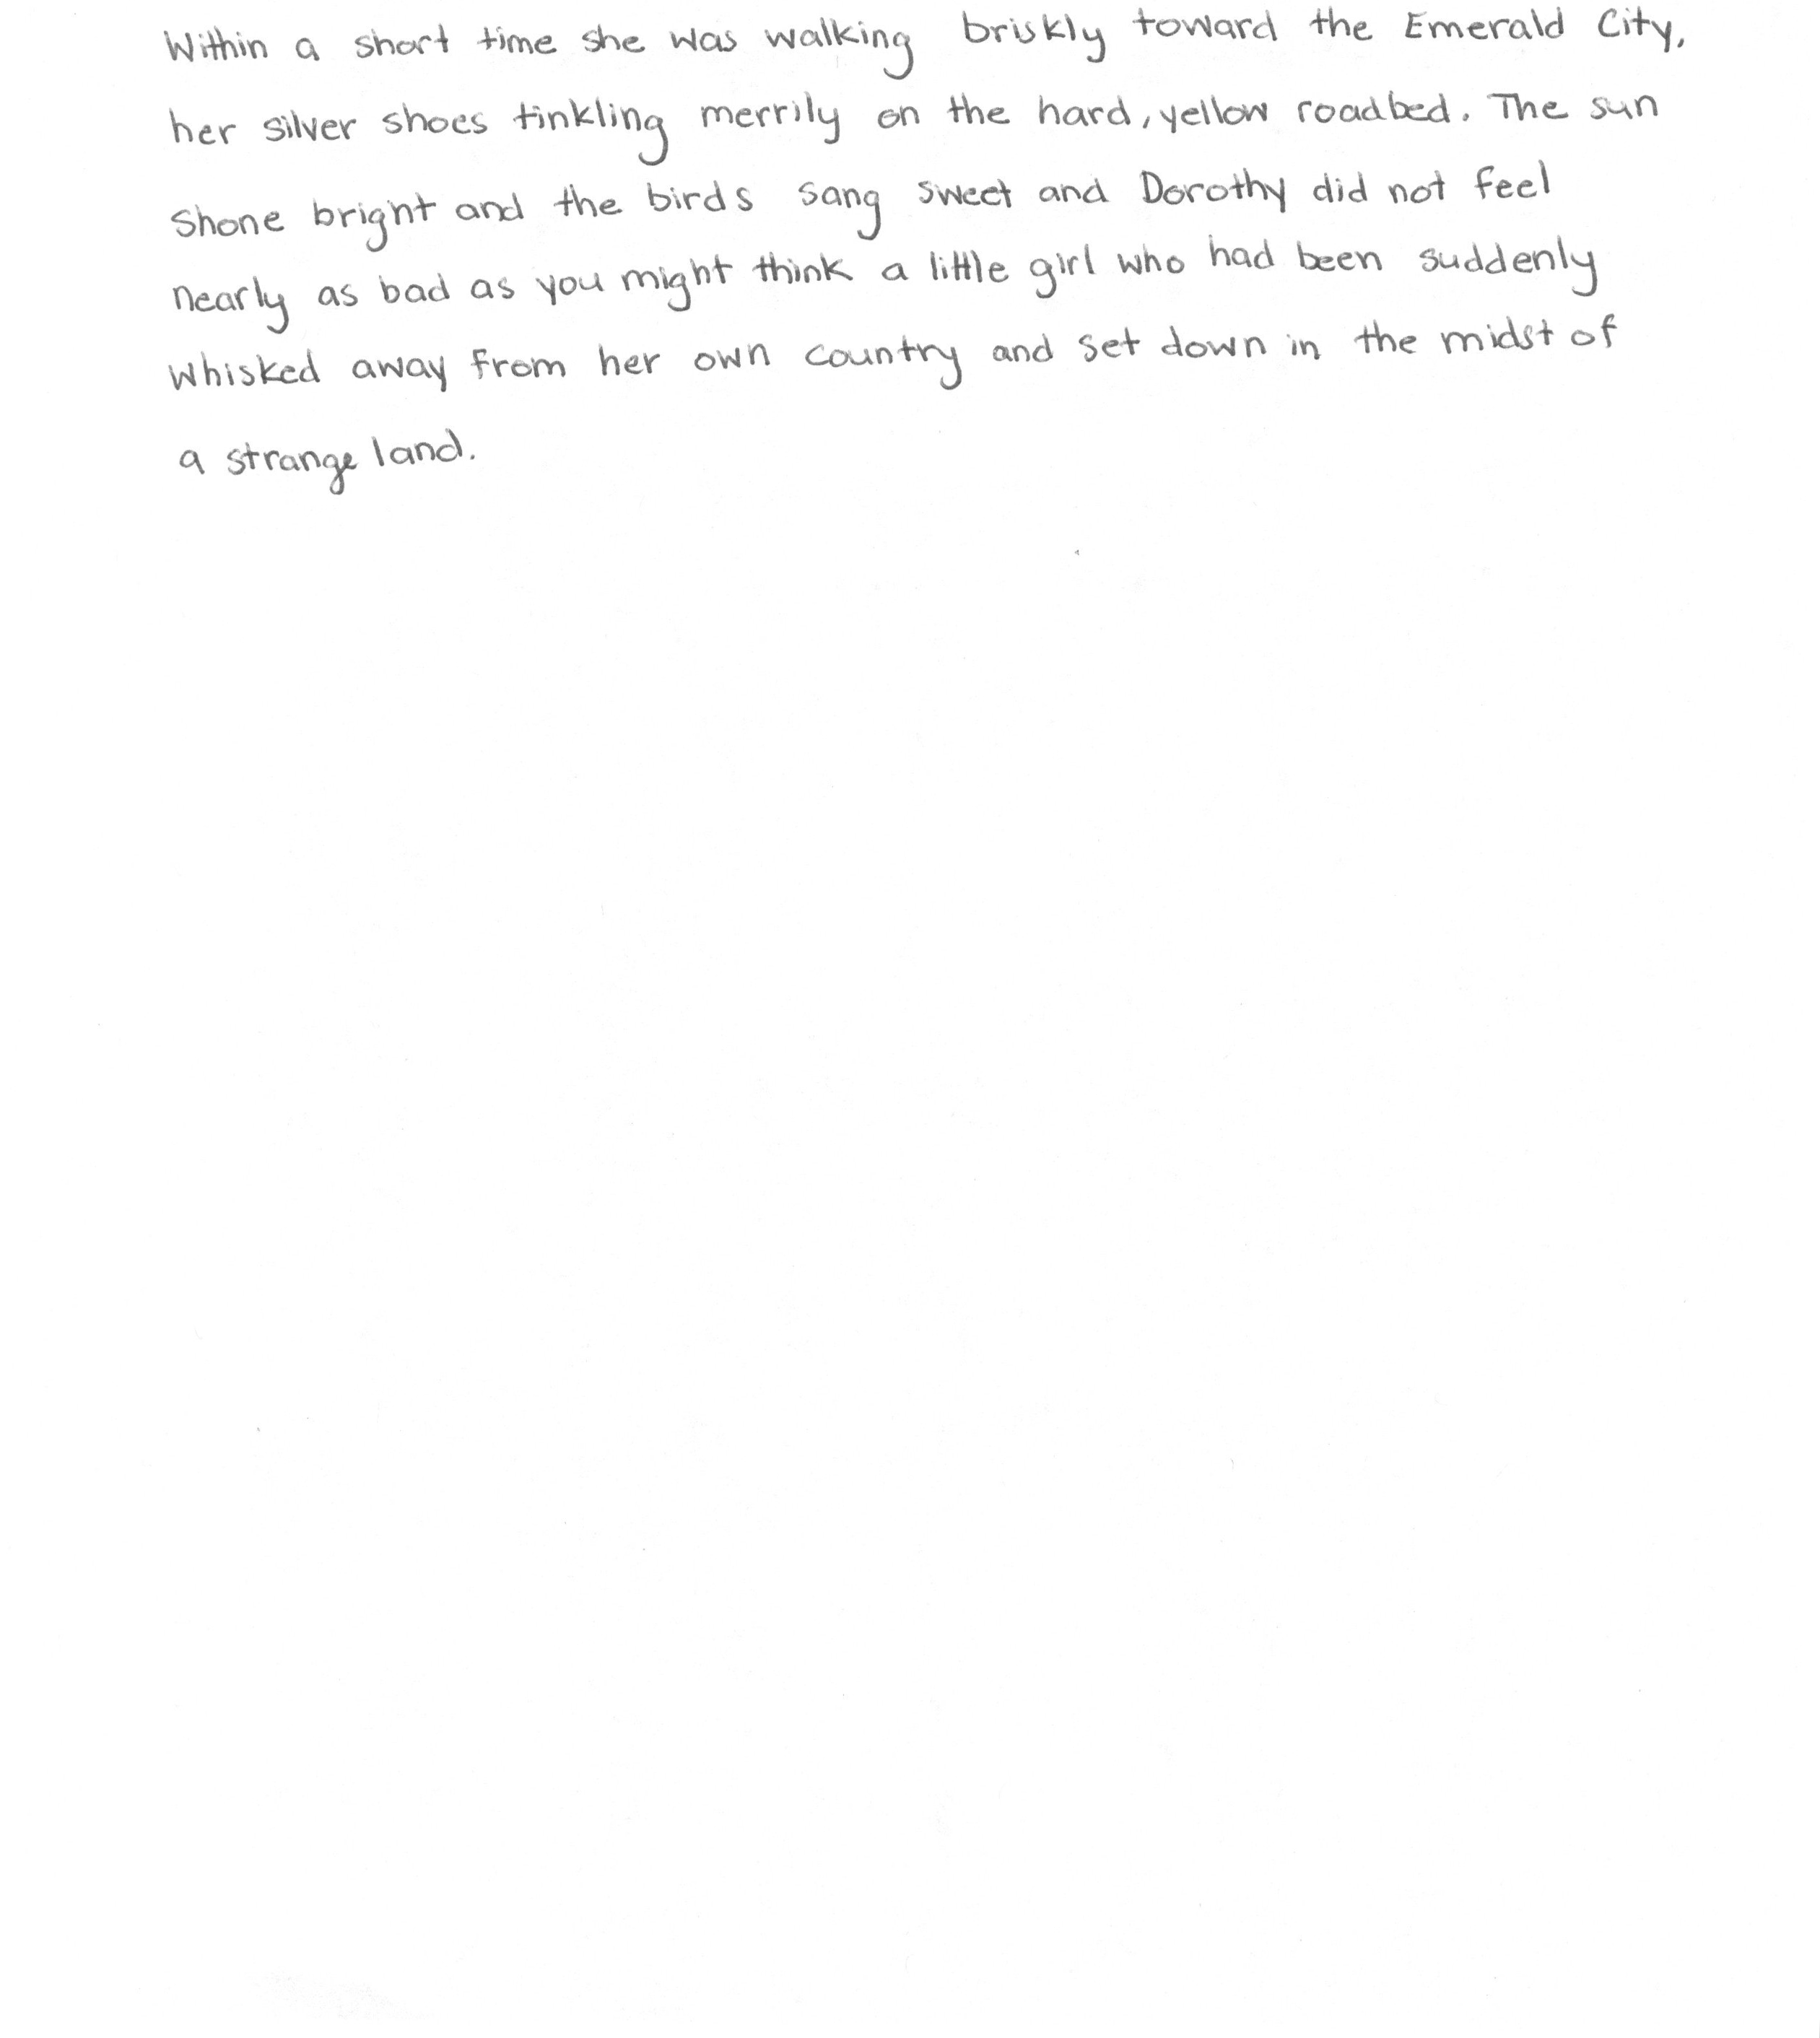 Within a short time she was walking briskly toward the Emerald City,
her silver shoes tinkling merrily on the hard, yellow roadbed. The sun
shone bright and the birds sang sweet and Dorothy did not feel
nearly as bad as you might think a little girl who had been suddenly
whisked away from her own country and set down in the midst of
a strange land.